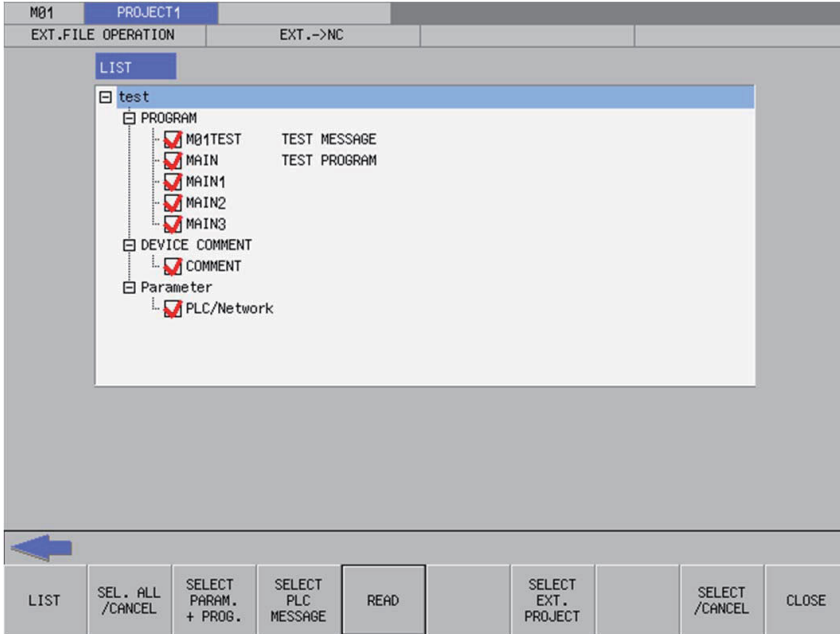 M01 PROJECT1
EXT.FILE OPERATION EXT.->NC
LIST
test
PROGRAM
M01TEST TEST MESSAGE
MAIN TEST PROGRAM
MAIN1
MAIN2
MAIN3
DEVICE COMMENT
COMMENT
Parameter
PLC/Network
LIST
SEL. ALL
/CANCEL
SELECT
PARAM.
+ PROG.
SELECT
PLC
MESSAGE
READ
SELECT
EXT.
PROJECT
SELECT
/CANCEL
CLOSE